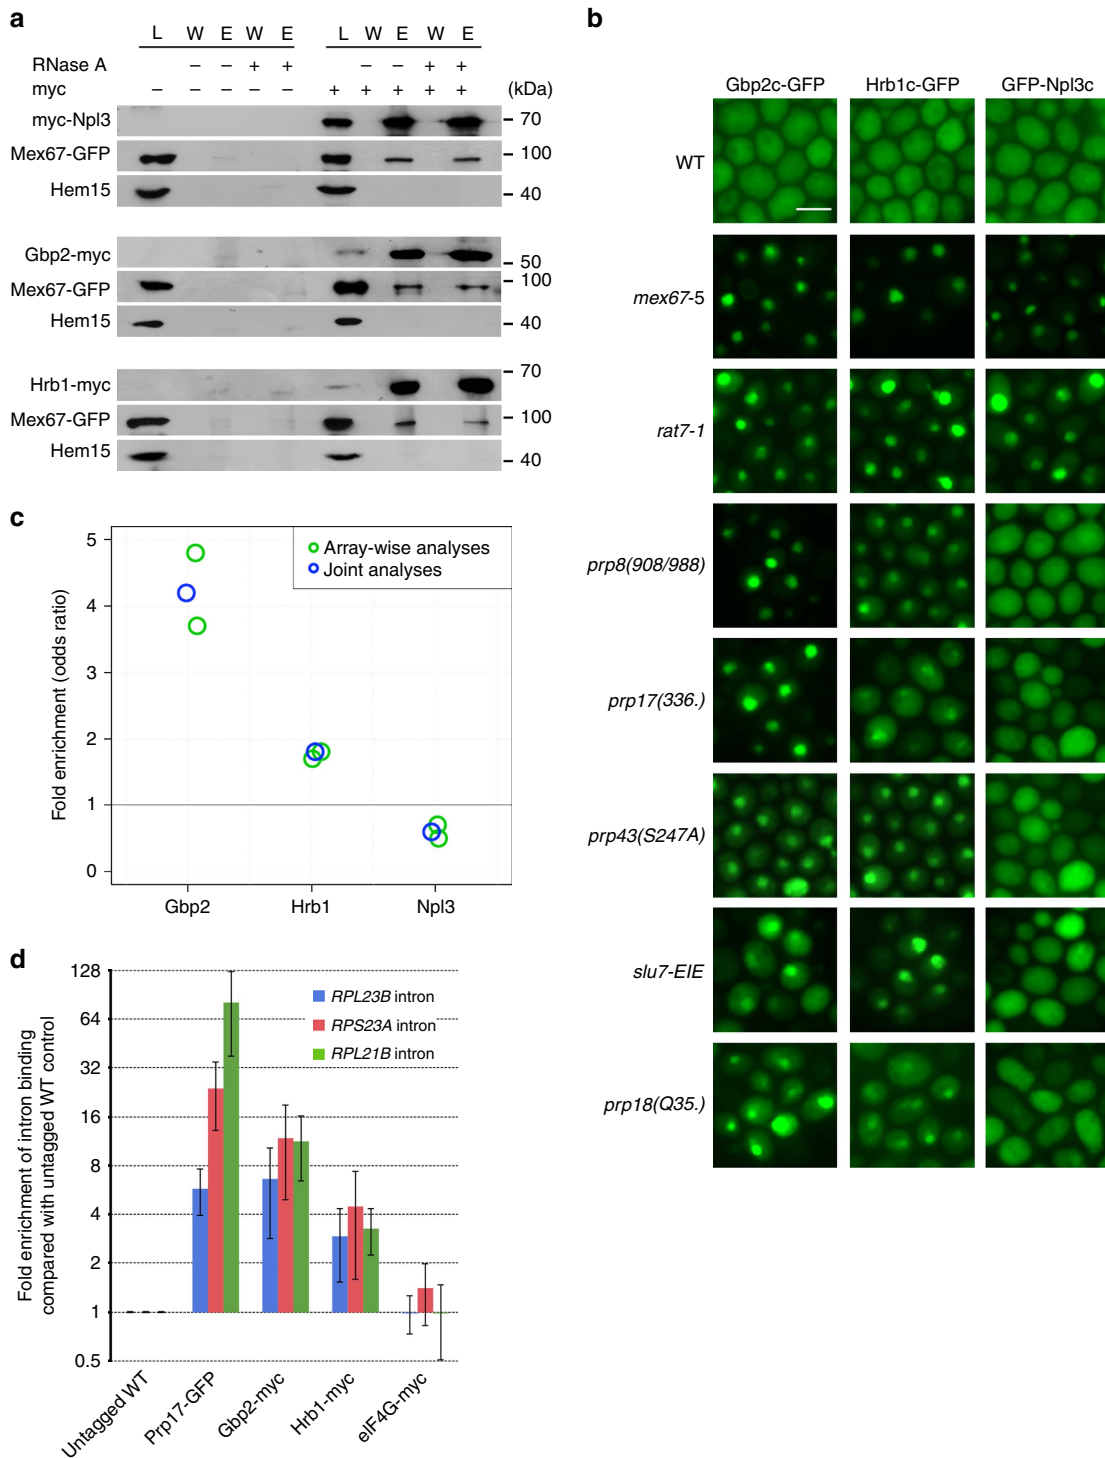 a
L W E W E L W E W E
RNase A – – + + – – + +
myc – – – – – + + + + + (kDa)
myc-Npl3 – 70
Mex67-GFP – 100
Hem15 – 40
Gbp2-myc – 50
Mex67-GFP – 100
Hem15 – 40
Hrb1-myc – 70
Mex67-GFP – 100
Hem15 – 40
b
Gbp2c-GFP Hrb1c-GFP GFP-Npl3c
WT
mex67-5
rat7-1
prp8(908/988)
prp17(336.)
prp43(S247A)
slu7-EIE
prp18(Q35.)
c
Fold enrichment (odds ratio)
5
4
3
2
1
0
Array-wise analyses
Joint analyses
Gbp2 Hrb1 Npl3
d
Fold enrichment of intron binding
compared with untagged WT control
128
64
32
16
8
4
2
1
0.5
RPL23B intron
RPS23A intron
RPL21B intron
Untagged WT
Prp17-GFP
Gbp2-myc
Hrb1-myc
eIF4G-myc